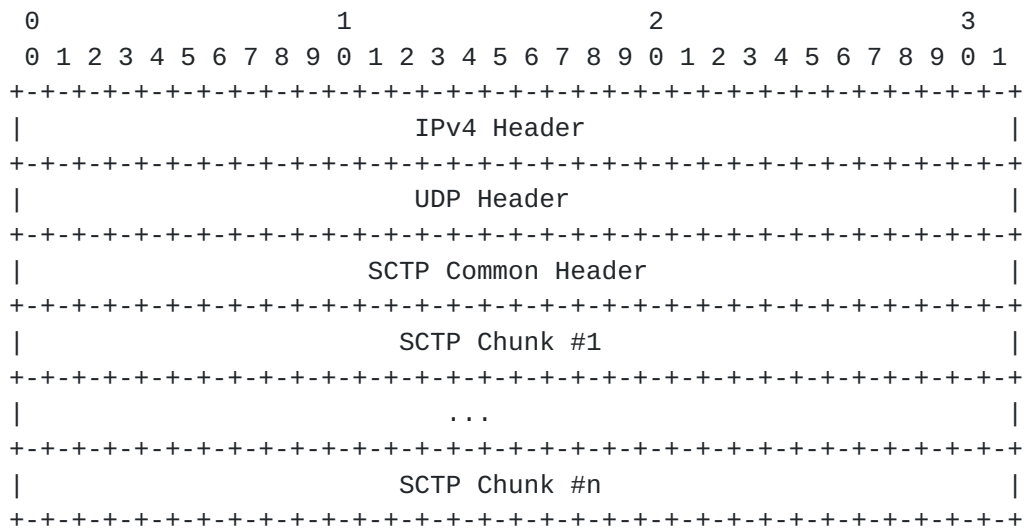 0                   1                   2                   3
 0 1 2 3 4 5 6 7 8 9 0 1 2 3 4 5 6 7 8 9 0 1 2 3 4 5 6 7 8 9 0 1
+-+-+-+-+-+-+-+-+-+-+-+-+-+-+-+-+-+-+-+-+-+-+-+-+-+-+-+-+-+-+-+-+
|                         IPv4 Header                           |
+-+-+-+-+-+-+-+-+-+-+-+-+-+-+-+-+-+-+-+-+-+-+-+-+-+-+-+-+-+-+-+-+
|                         UDP Header                            |
+-+-+-+-+-+-+-+-+-+-+-+-+-+-+-+-+-+-+-+-+-+-+-+-+-+-+-+-+-+-+-+-+
|                      SCTP Common Header                       |
+-+-+-+-+-+-+-+-+-+-+-+-+-+-+-+-+-+-+-+-+-+-+-+-+-+-+-+-+-+-+-+-+
|                        SCTP Chunk #1                          |
+-+-+-+-+-+-+-+-+-+-+-+-+-+-+-+-+-+-+-+-+-+-+-+-+-+-+-+-+-+-+-+-+
|                           ...                                 |
+-+-+-+-+-+-+-+-+-+-+-+-+-+-+-+-+-+-+-+-+-+-+-+-+-+-+-+-+-+-+-+-+
|                        SCTP Chunk #n                          |
+-+-+-+-+-+-+-+-+-+-+-+-+-+-+-+-+-+-+-+-+-+-+-+-+-+-+-+-+-+-+-+-+